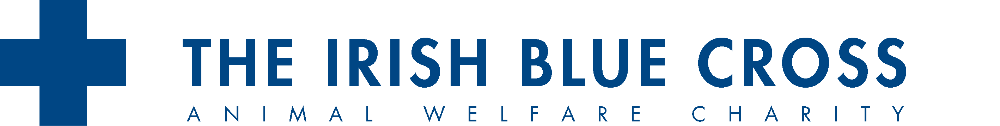 THE IRISH BLUE CROSS
ANIMAL WELFARE CHARITY